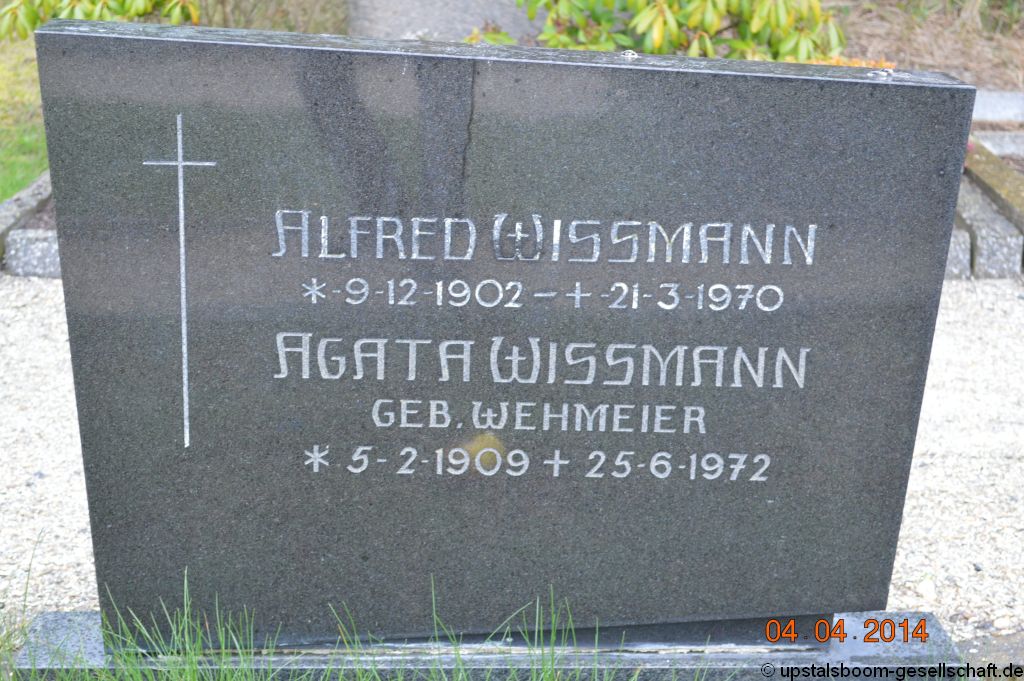 ALFRED WISSMANN
* -9-12-1902 - + -21-3-1970
AGATA WISSMANN
GEB. WEHMEIER
* 5-2-1909 + 25-6-1972
04.04.2014
© upstalsboom-gesellschaft.de